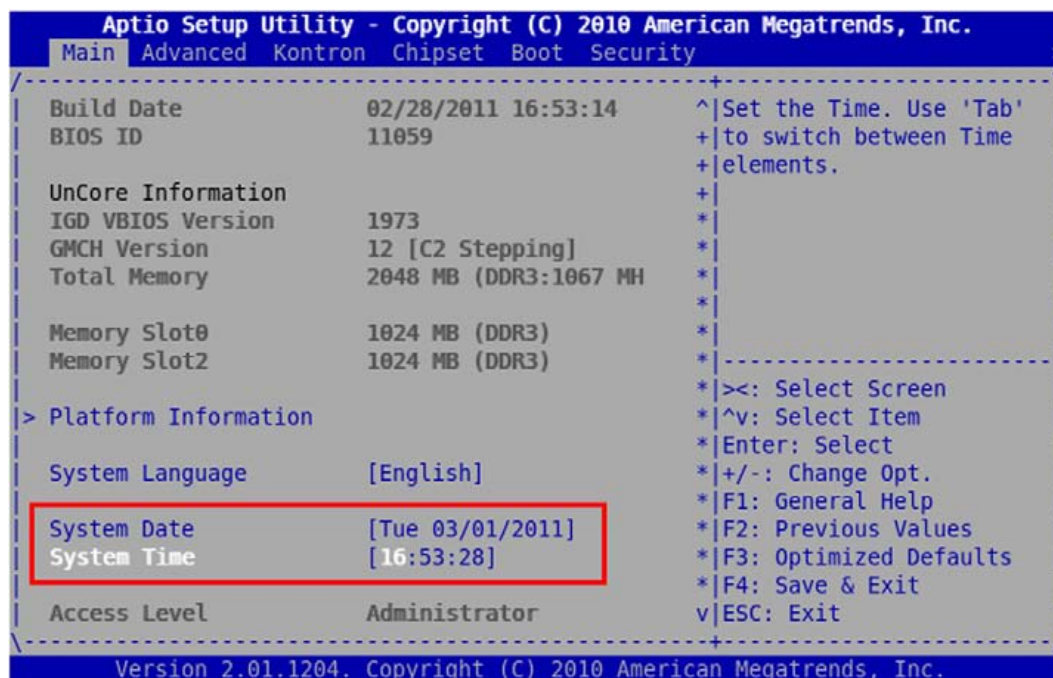 Aptio Setup Utility - Copyright (C) 2010 American Megatrends, Inc.
Main Advanced Kontron Chipset Boot Security
Build Date 02/28/2011 16:53:14
BIOS ID 11059
UnCore Information
IGD VBIOS Version 1973
GMCH Version 12 [C2 Stepping]
Total Memory 2048 MB (DDR3:1067 MH
Memory Slot0 1024 MB (DDR3)
Memory Slot2 1024 MB (DDR3)
> Platform Information
System Language [English]
System Date [Tue 03/01/2011]
System Time [16:53:28]
Access Level Administrator
Set the Time. Use 'Tab'
to switch between Time
elements.
><: Select Screen
^v: Select Item
Enter: Select
+/-: Change Opt.
F1: General Help
F2: Previous Values
F3: Optimized Defaults
F4: Save & Exit
ESC: Exit
Version 2.01.1204. Copyright (C) 2010 American Megatrends, Inc.